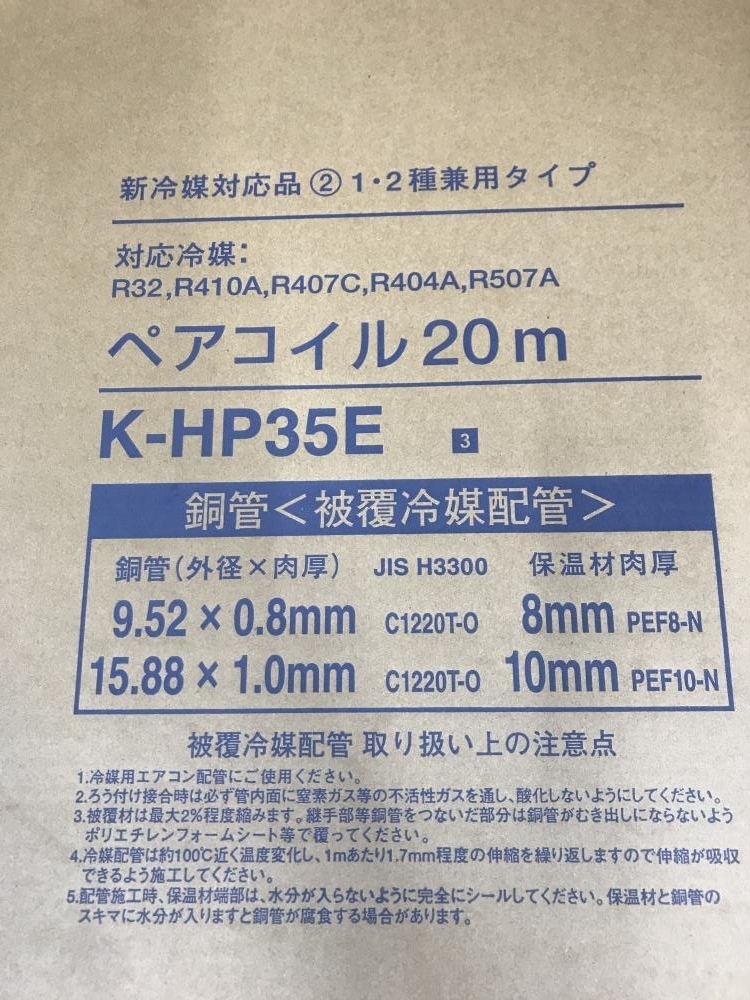 新冷媒対応品②1・2種兼用タイプ
対応冷媒:
R32,R410A,R407C,R404A,R507A
ペアコイル20m
K-HP35E 3
銅管＜被覆冷媒配管＞
銅管(外径×肉厚) JIS H3300 保温材肉厚
9.52×0.8mm C1220T-O 8mm PEF8-N
15.88×1.0mm C1220T-O 10mm PEF10-N
被覆冷媒配管 取り扱い上の注意点
1.冷媒用エアコン配管にご使用ください。
2.ろう付け接合時は必ず管内面に窒素ガス等の不活性ガスを通し、酸化しないようにしてください。
3.被覆材は最大2%程度縮みます。継手部等銅管をつないだ部分は銅管がむき出しにならないよう
ポリエチレンフォームシート等で覆ってください。
4.冷媒配管は約100℃近く温度変化し、1mあたり1.7mm程度の伸縮を繰り返しますので伸縮が吸収
できるよう施工してください。
5.配管施工時、保温材端部は、水分が入らないように完全にシールしてください。保温材と銅管の
スキマに水分が入りますと銅管が腐食する場合があります。